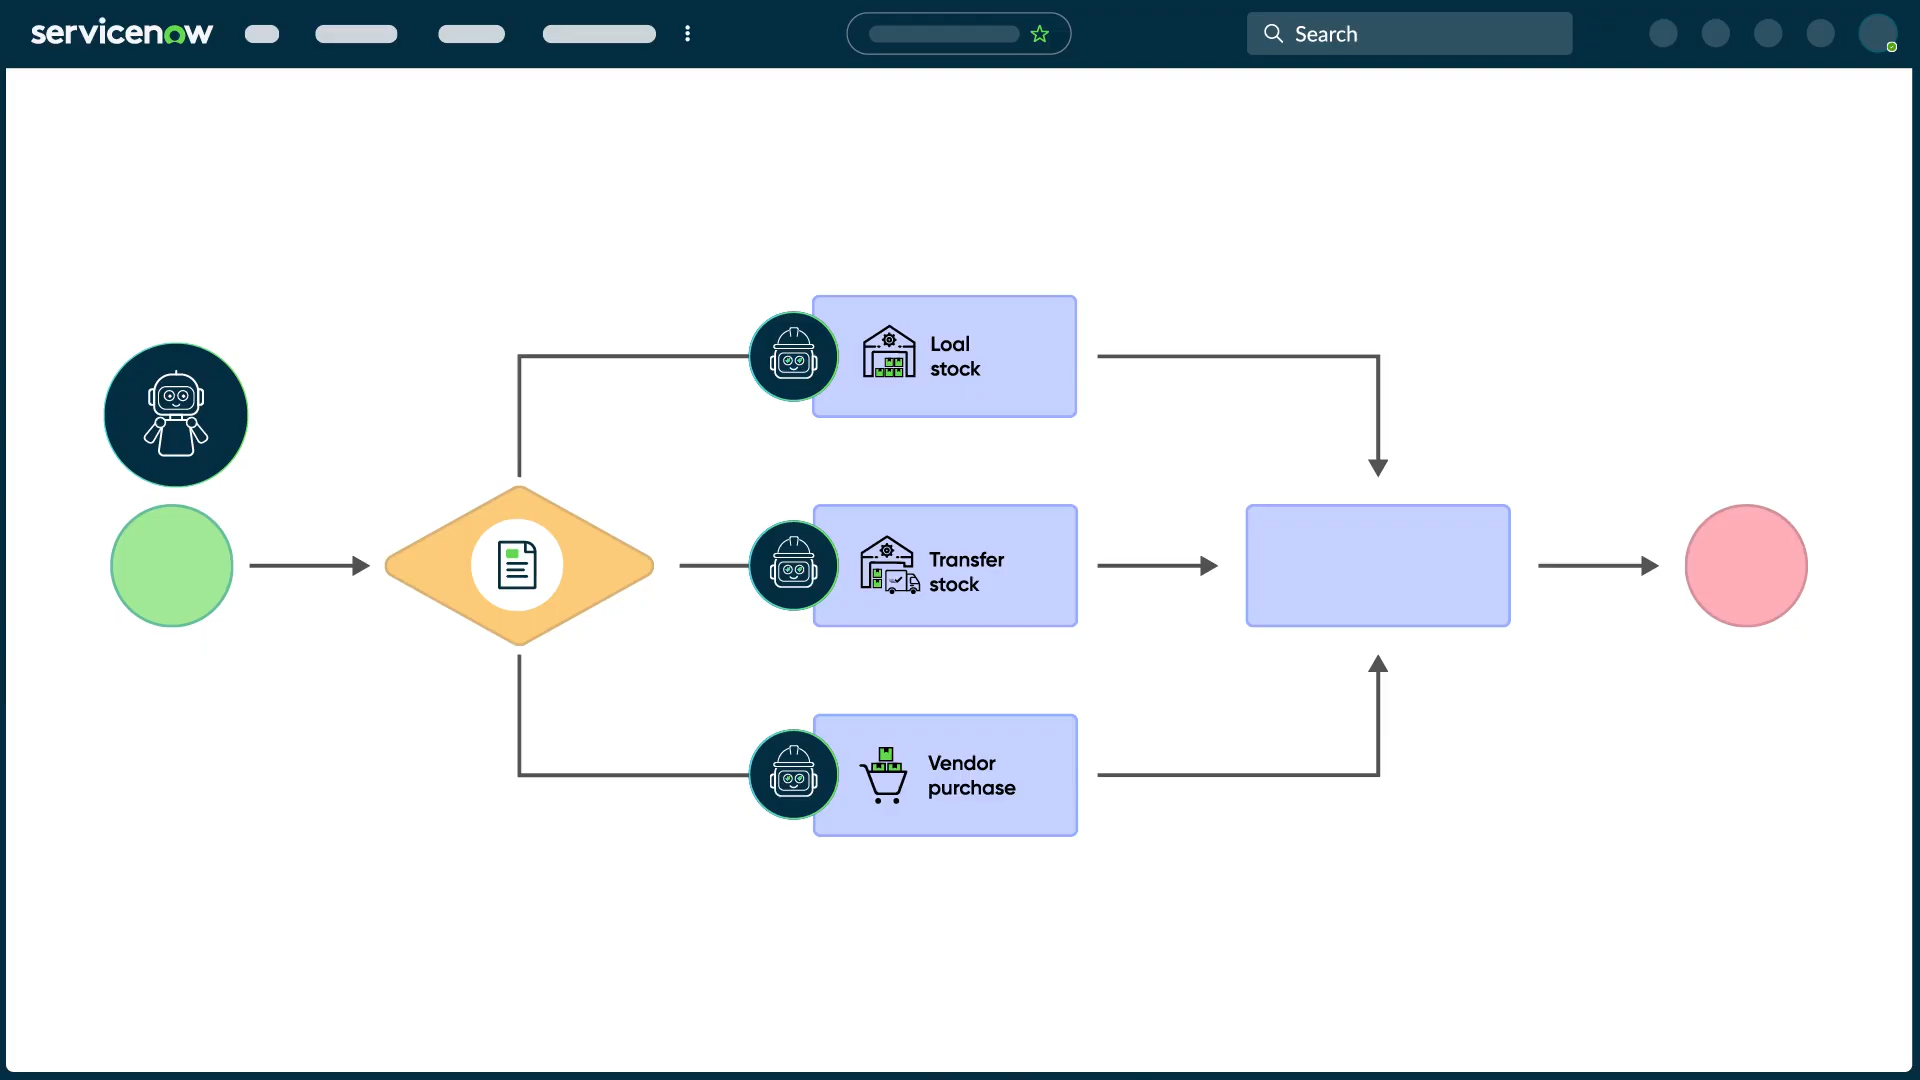 servicenow
Search
Loal
stock
Transfer
stock
Vendor
purchase